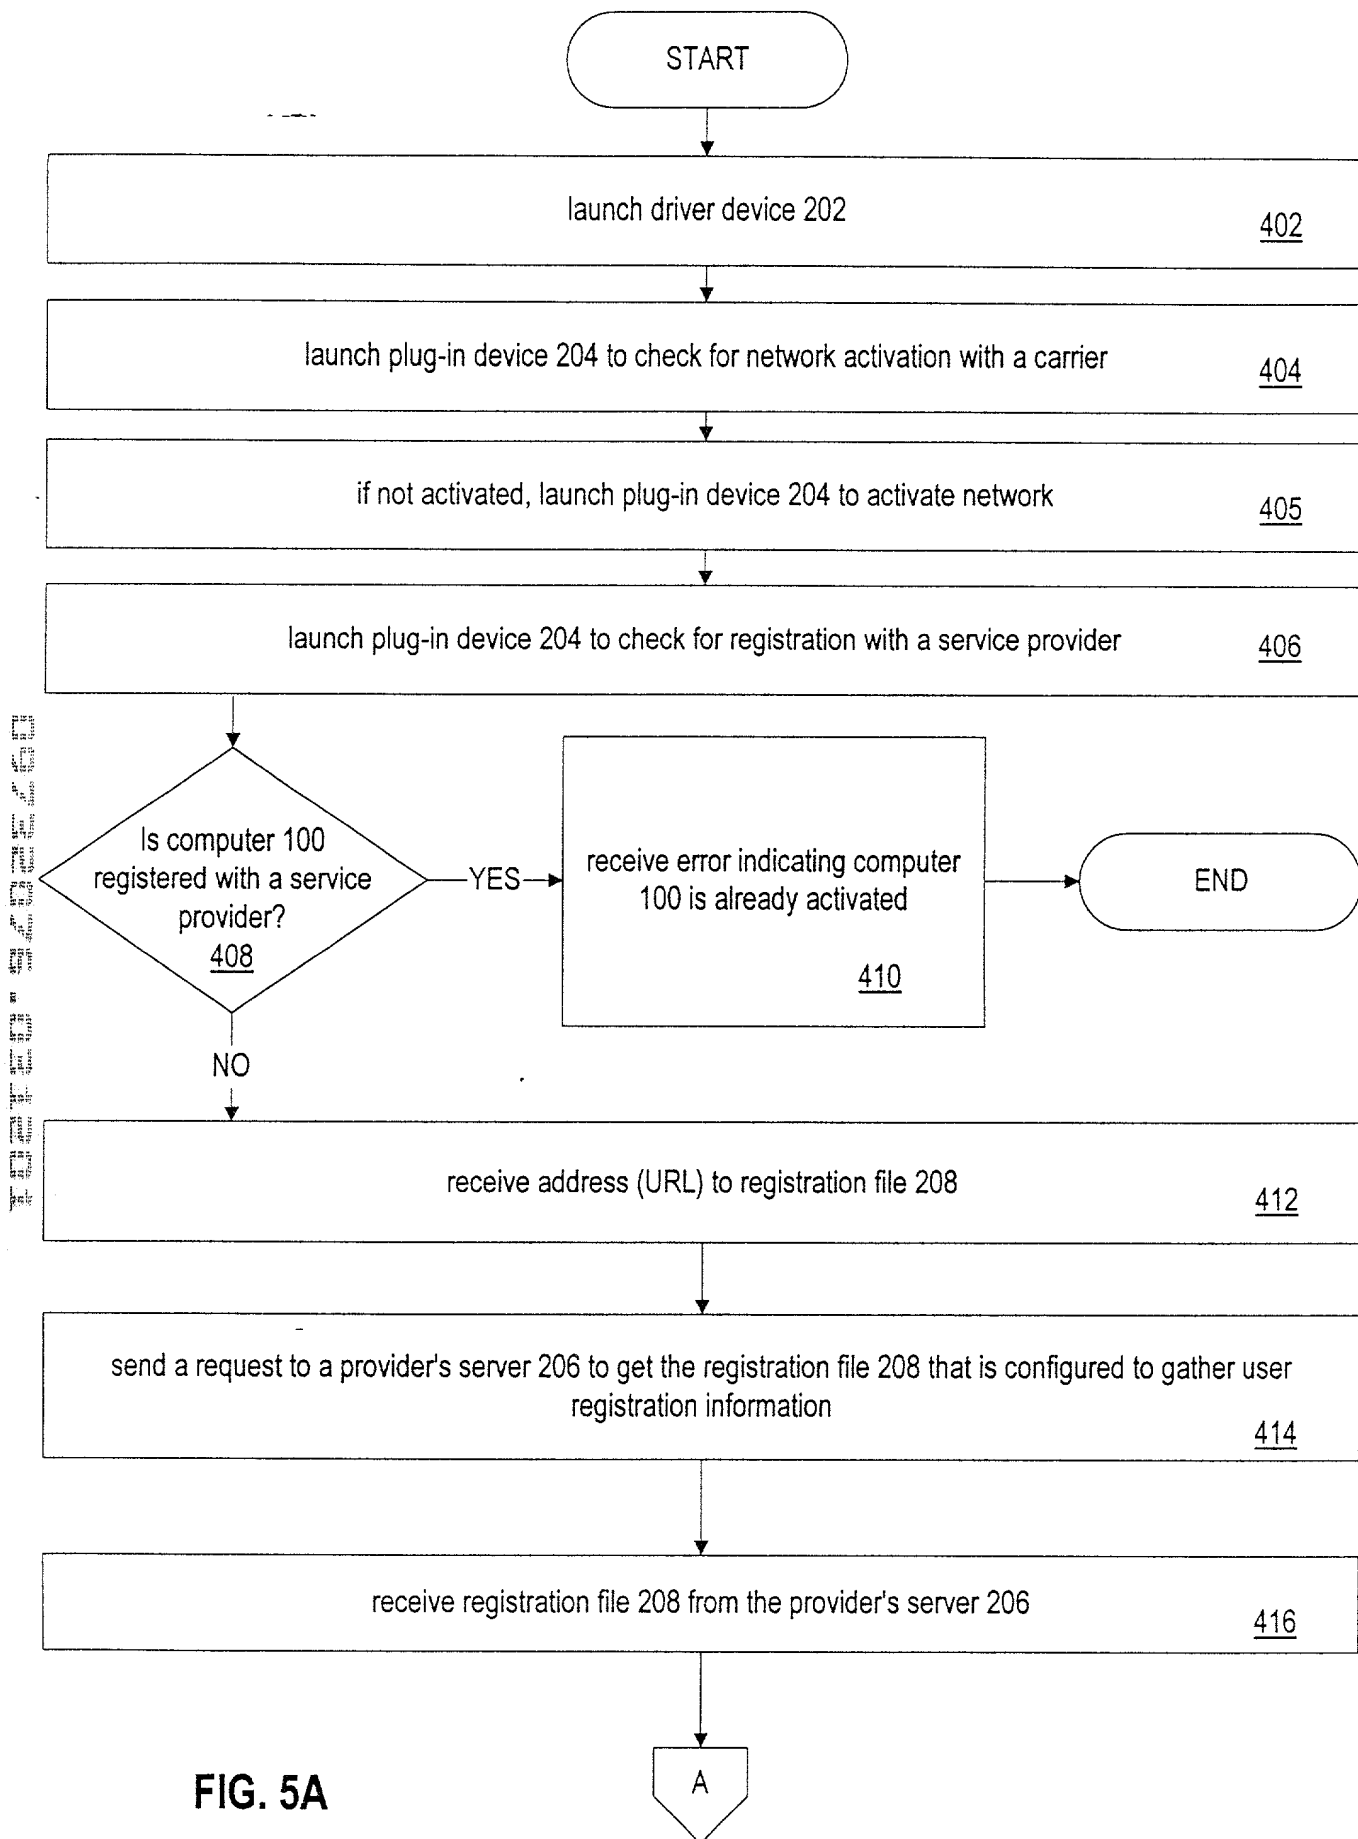 START
launch driver device 202
402
launch plug-in device 204 to check for network activation with a carrier
404
if not activated, launch plug-in device 204 to activate network
405
launch plug-in device 204 to check for registration with a service provider
406
Is computer 100
registered with a service
provider?
408
YES
receive error indicating computer
100 is already activated
410
END
NO
receive address (URL) to registration file 208
412
send a request to a provider's server 206 to get the registration file 208 that is configured to gather user
registration information
414
receive registration file 208 from the provider's server 206
416
A
FIG. 5A